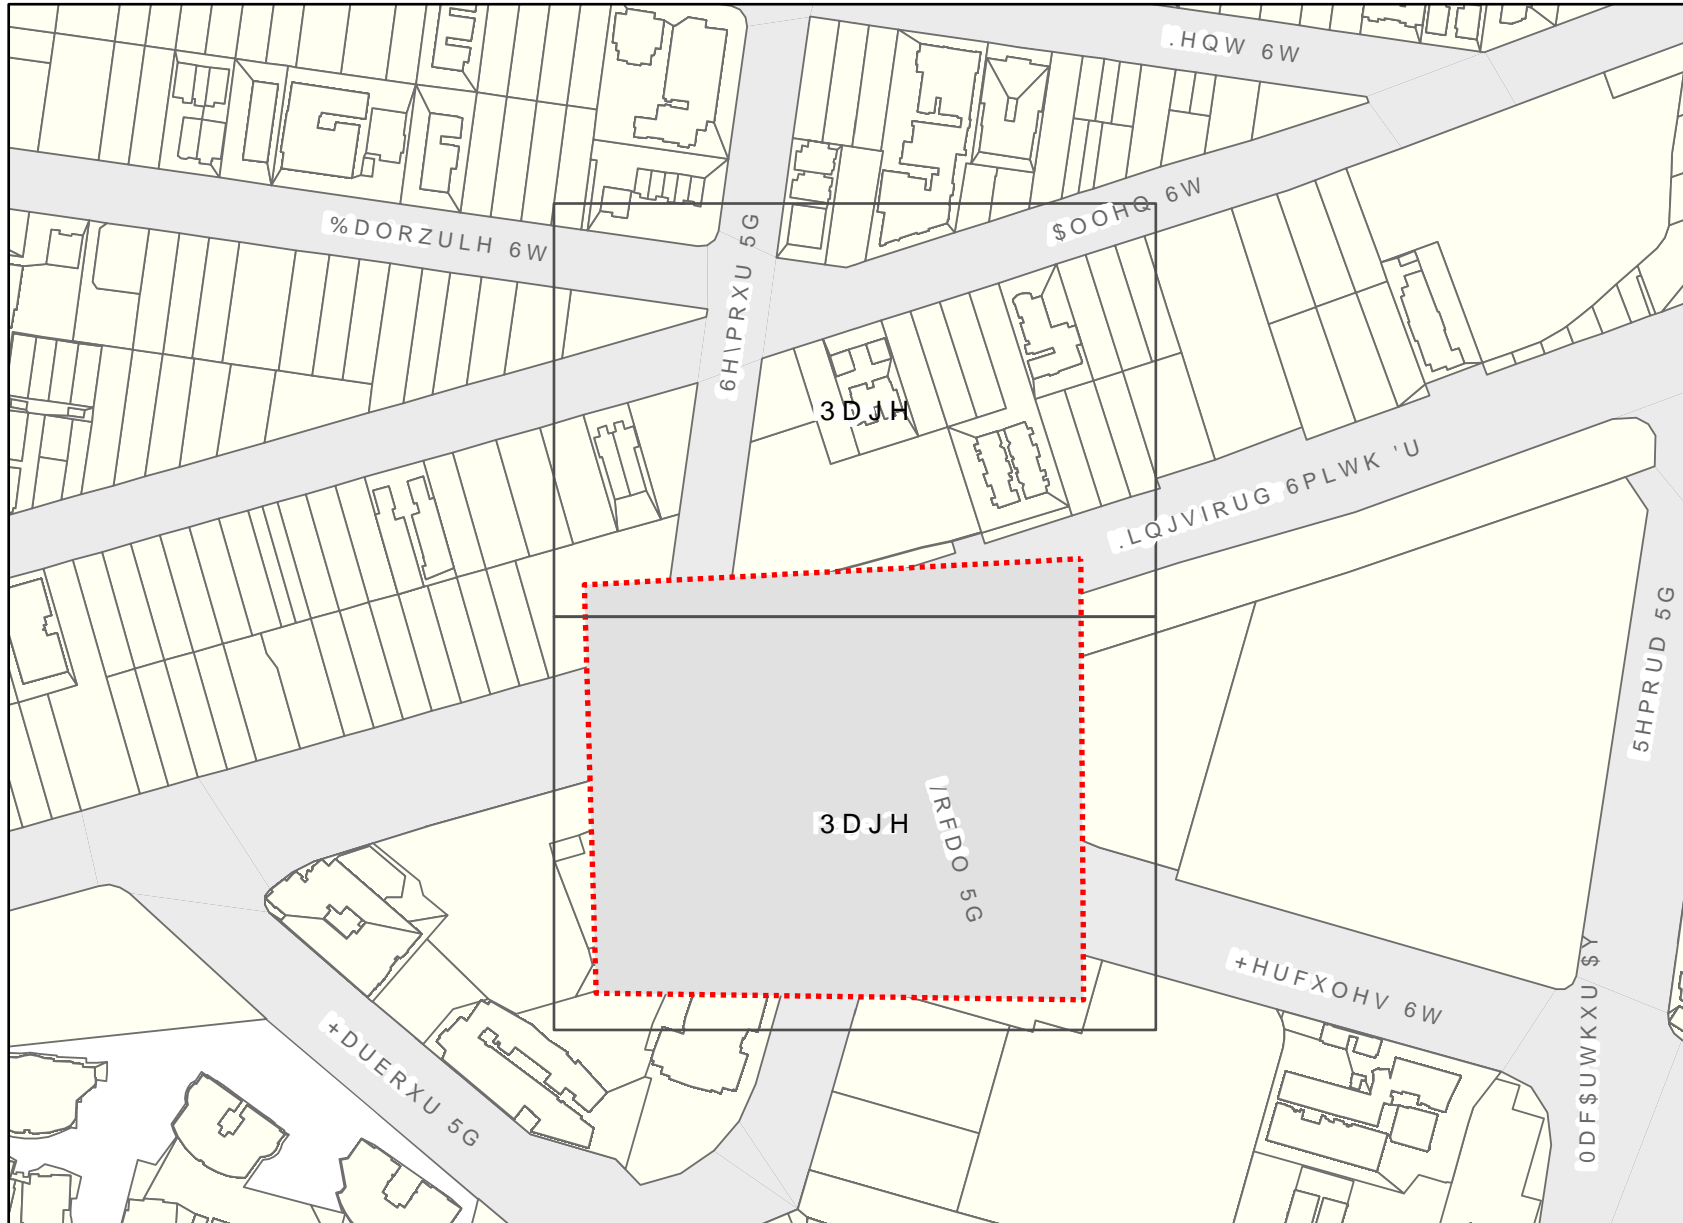 .HQW 6W
%DORZULH 6W
6H\PRXU 5G
$OOHQ 6W
3DJH
.LQJVIRUG 6PLWK 'U
5HPRUD 5G
3DJH
/RFDO 5G
+HUFXOHV 6W
0DF$UWKXU $Y
+DUERXU 5G